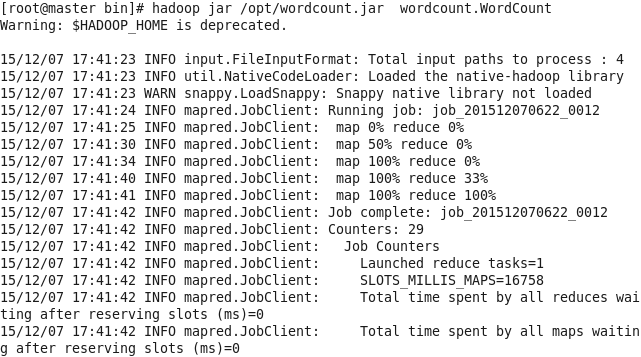 [root@master bin]# hadoop jar /opt/wordcount.jar  wordcount.WordCount
Warning: $HADOOP_HOME is deprecated.

15/12/07 17:41:23 INFO input.FileInputFormat: Total input paths to process : 4
15/12/07 17:41:23 INFO util.NativeCodeLoader: Loaded the native-hadoop library
15/12/07 17:41:23 WARN snappy.LoadSnappy: Snappy native library not loaded
15/12/07 17:41:24 INFO mapred.JobClient: Running job: job_201512070622_0012
15/12/07 17:41:25 INFO mapred.JobClient:  map 0% reduce 0%
15/12/07 17:41:30 INFO mapred.JobClient:  map 50% reduce 0%
15/12/07 17:41:34 INFO mapred.JobClient:  map 100% reduce 0%
15/12/07 17:41:40 INFO mapred.JobClient:  map 100% reduce 33%
15/12/07 17:41:41 INFO mapred.JobClient:  map 100% reduce 100%
15/12/07 17:41:42 INFO mapred.JobClient: Job complete: job_201512070622_0012
15/12/07 17:41:42 INFO mapred.JobClient: Counters: 29
15/12/07 17:41:42 INFO mapred.JobClient:   Job Counters
15/12/07 17:41:42 INFO mapred.JobClient:     Launched reduce tasks=1
15/12/07 17:41:42 INFO mapred.JobClient:     SLOTS_MILLIS_MAPS=16758
15/12/07 17:41:42 INFO mapred.JobClient:     Total time spent by all reduces wai
ting after reserving slots (ms)=0
15/12/07 17:41:42 INFO mapred.JobClient:     Total time spent by all maps waitin
g after reserving slots (ms)=0